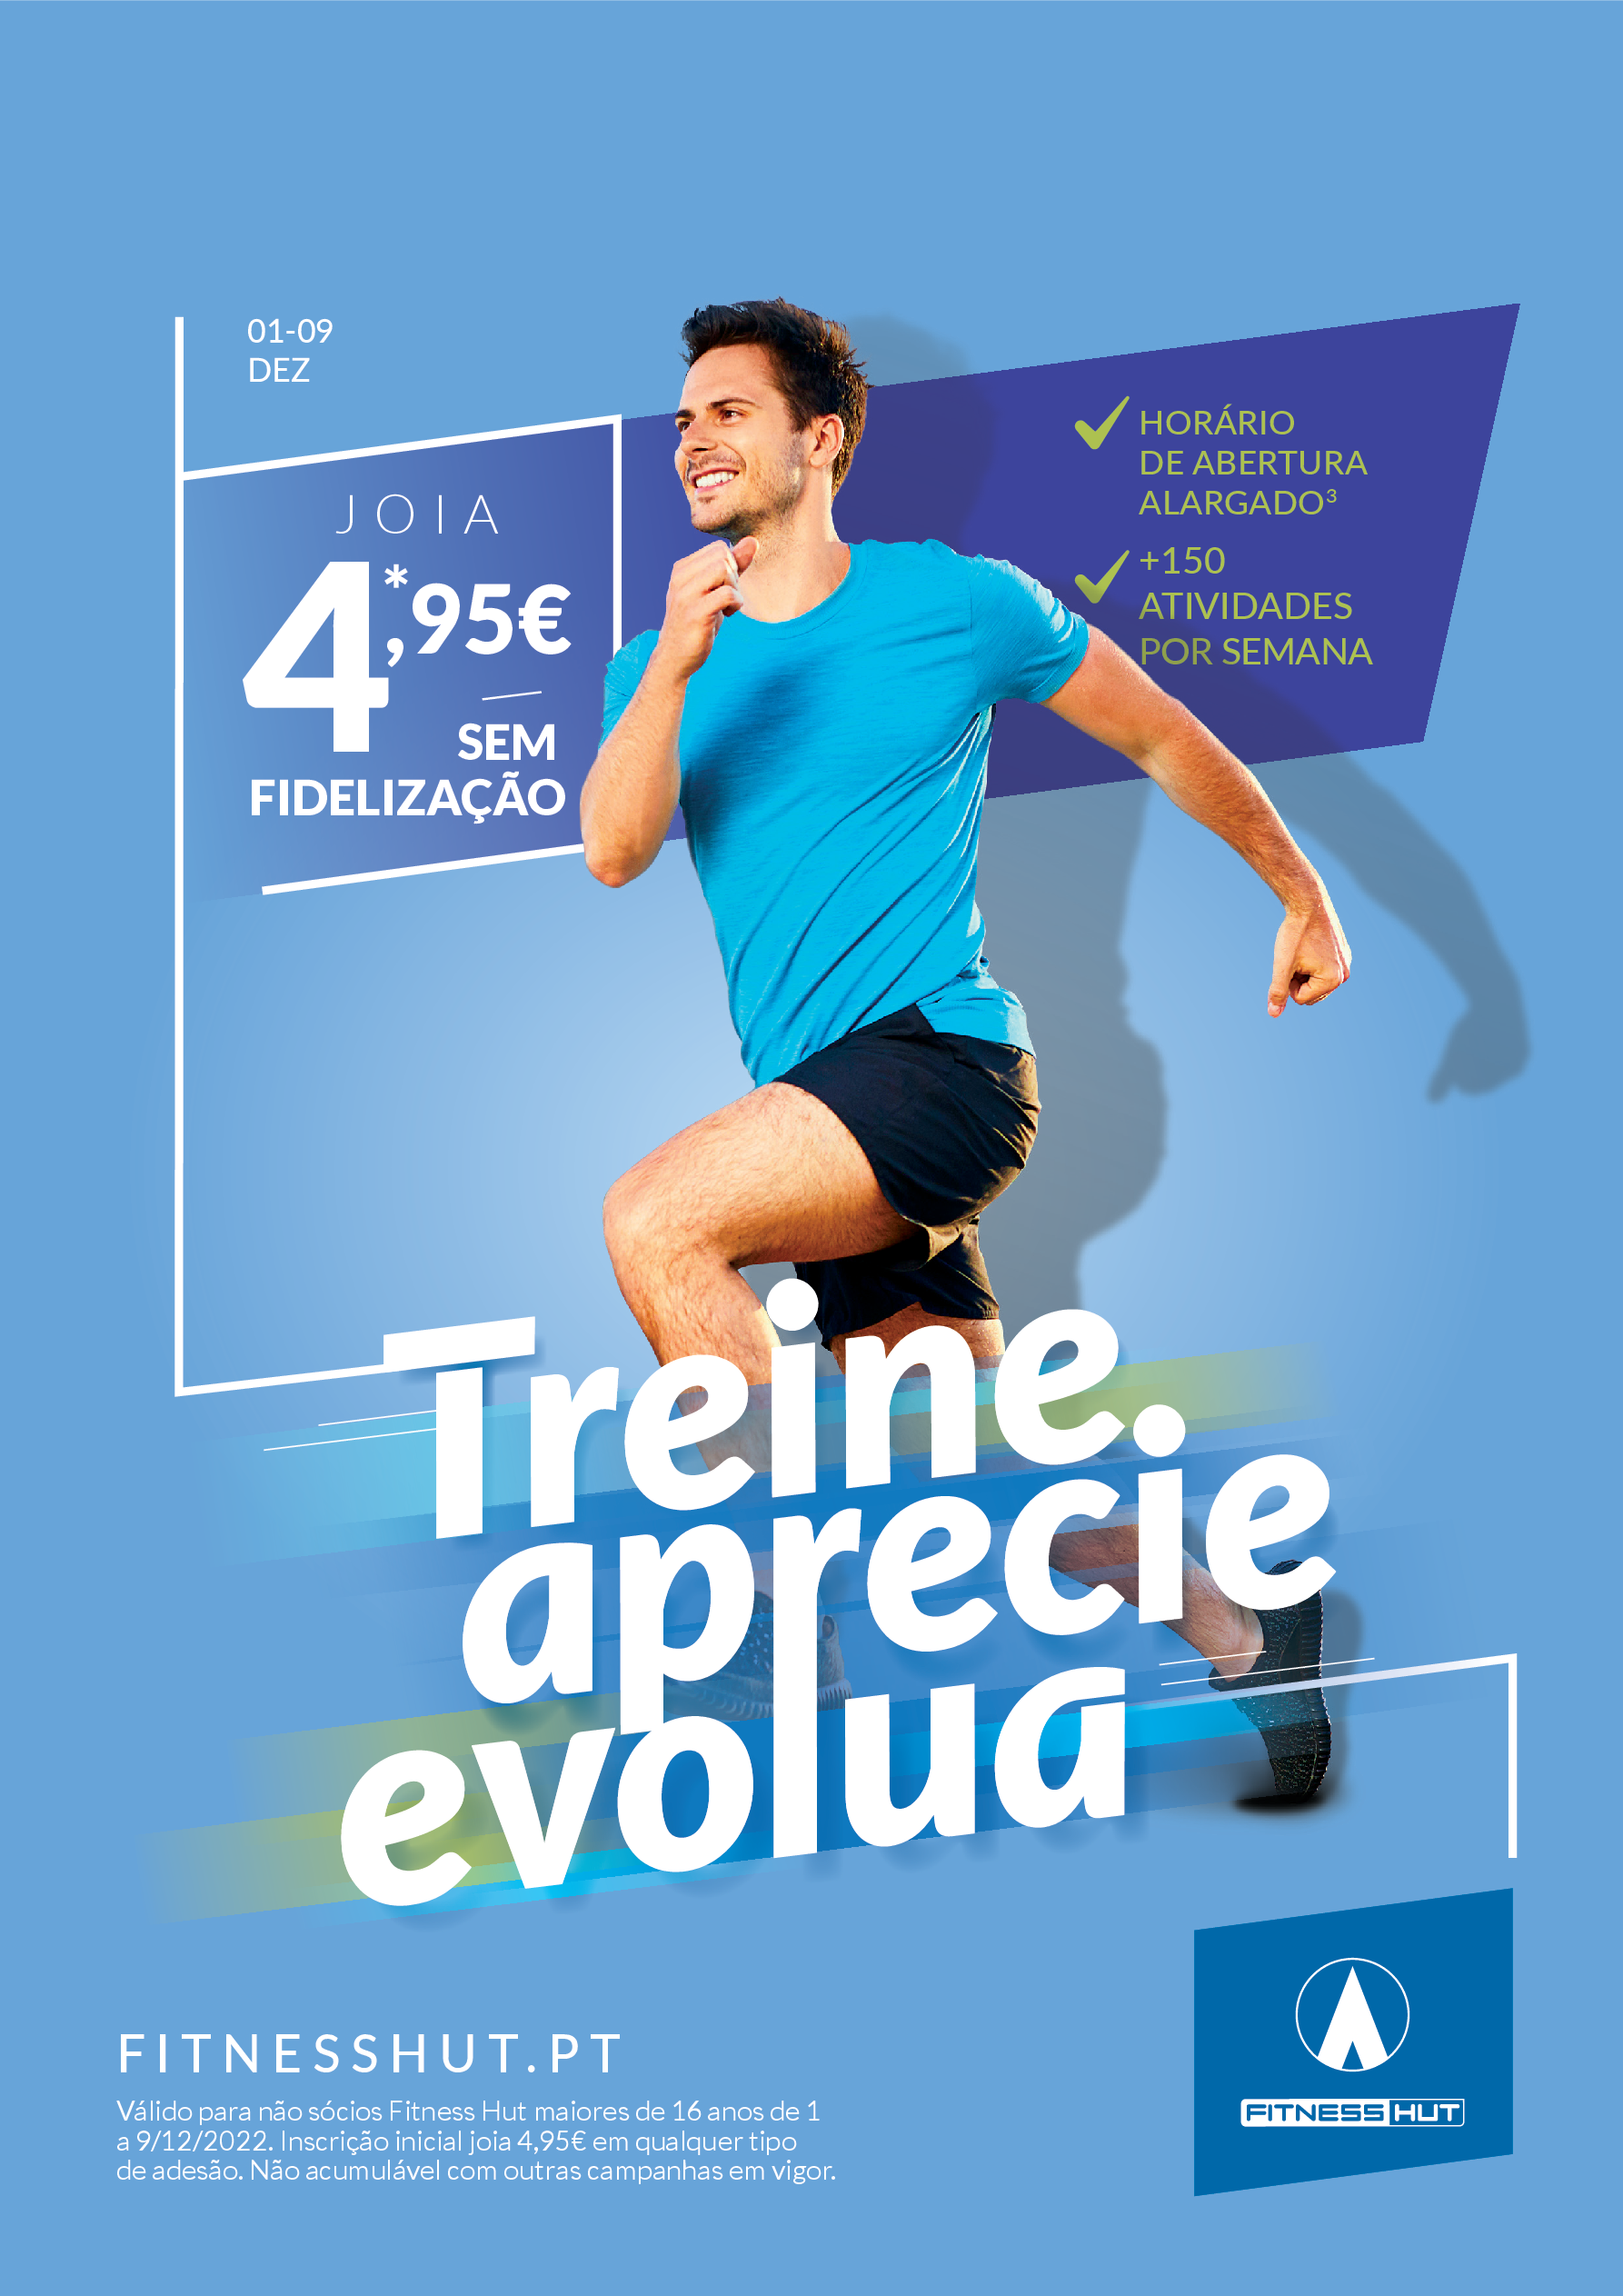 01-09
DEZ
JOIA
4,95€*
SEM
FIDELIZAÇÃO
HORÁRIO
DE ABERTURA
ALARGADO³
+150
ATIVIDADES
POR SEMANA
Treine
aprecie
evolua
FITNESSHUT.PT
Válido para não sócios Fitness Hut maiores de 16 anos de 1
a 9/12/2022. Inscrição inicial joia 4,95€ em qualquer tipo
de adesão. Não acumulável com outras campanhas em vigor.
FITNESS HUT